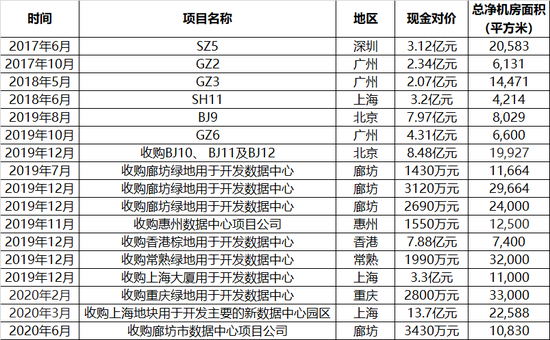 时间 项目名称 地区 现金对价 总净机房面积
(平方米)
2017年6月 SZ5 深圳 3.12亿元 20,583
2017年10月 GZ2 广州 2.34亿元 6,131
2018年5月 GZ3 广州 2.07亿元 14,471
2018年6月 SH11 上海 3.2亿元 4,214
2019年8月 BJ9 北京 7.97亿元 8,029
2019年10月 GZ6 广州 4.31亿元 6,600
2019年12月 收购BJ10、 BJ11及BJ12 北京 8.48亿元 19,927
2019年7月 收购廊坊绿地用于开发数据中心 廊坊 1430万元 11,664
2019年12月 收购廊坊绿地用于开发数据中心 廊坊 3120万元 29,664
2019年12月 收购廊坊绿地用于开发数据中心 廊坊 2690万元 24,000
2019年11月 收购惠州数据中心项目公司 惠州 1550万元 12,500
2019年12月 收购香港棕地用于开发数据中心 香港 7.88亿元 7,400
2019年12月 收购常熟绿地用于开发数据中心 常熟 1990万元 32,000
2019年12月 收购上海大厦用于开发数据中心 上海 3.3亿元 11,000
2020年2月 收购重庆绿地用于开发数据中心 重庆 2800万元 33,000
2020年3月 收购上海地块用于开发主要的新数据中心园区 上海 13.7亿元 22,588
2020年6月 收购廊坊市数据中心项目公司 廊坊 3430万元 10,830